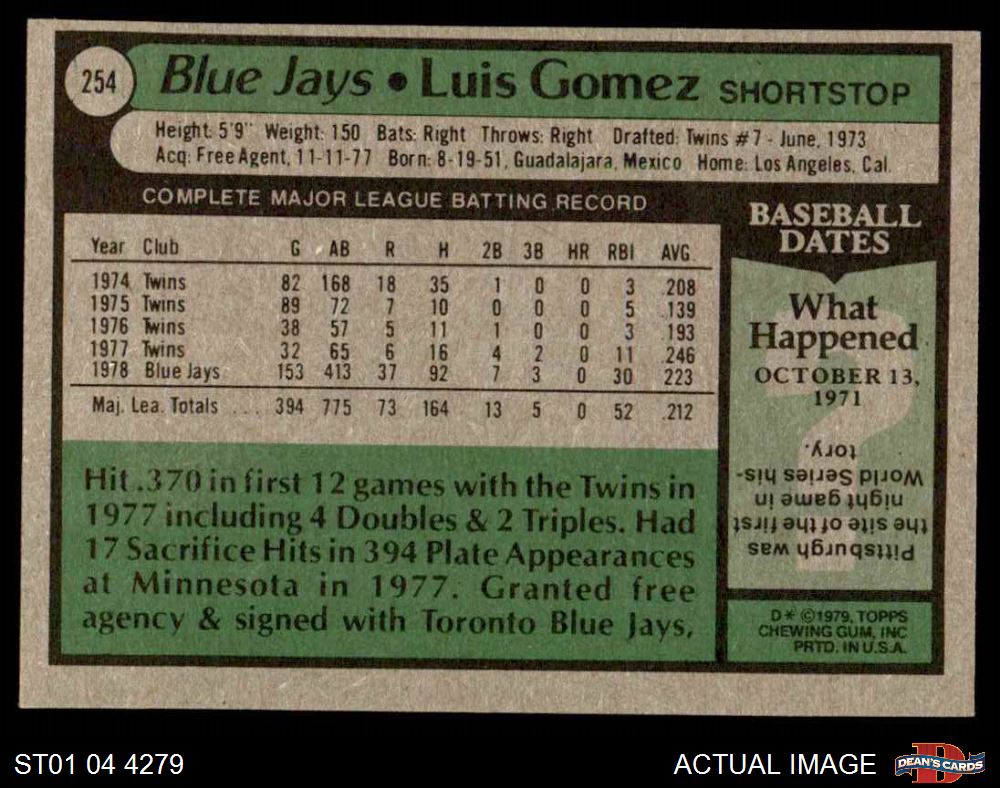 254
Blue Jays • Luis Gomez SHORTSTOP
Height: 5'9" Weight: 150 Bats: Right Throws: Right Drafted: Twins #7 - June, 1973
Acq: Free Agent, 11-11-77 Born: 8-19-51, Guadalajara, Mexico Home: Los Angeles, Cal.
COMPLETE MAJOR LEAGUE BATTING RECORD
Year Club G AB R H 2B 3B HR RBI AVG.
1974 Twins 82 168 18 35 1 0 0 3 .208
1975 Twins 89 72 7 10 0 0 0 5 .139
1976 Twins 38 57 5 11 1 0 0 3 .193
1977 Twins 32 65 6 16 4 2 0 11 .246
1978 Blue Jays 153 413 37 92 7 3 0 30 .223
Maj. Lea. Totals ... 394 775 73 164 13 5 0 52 .212
Hit .370 in first 12 games with the Twins in
1977 including 4 Doubles & 2 Triples. Had
17 Sacrifice Hits in 394 Plate Appearances
at Minnesota in 1977. Granted free
agency & signed with Toronto Blue Jays,
BASEBALL
DATES
What
Happened
OCTOBER 13,
1971
Pittsburgh was
the site of the first
night game in
World Series his-
tory.
D* ©1979, TOPPS
CHEWING GUM, INC
PRTD. IN U.S.A.
ST01 04 4279
ACTUAL IMAGE
DEAN'S CARDS